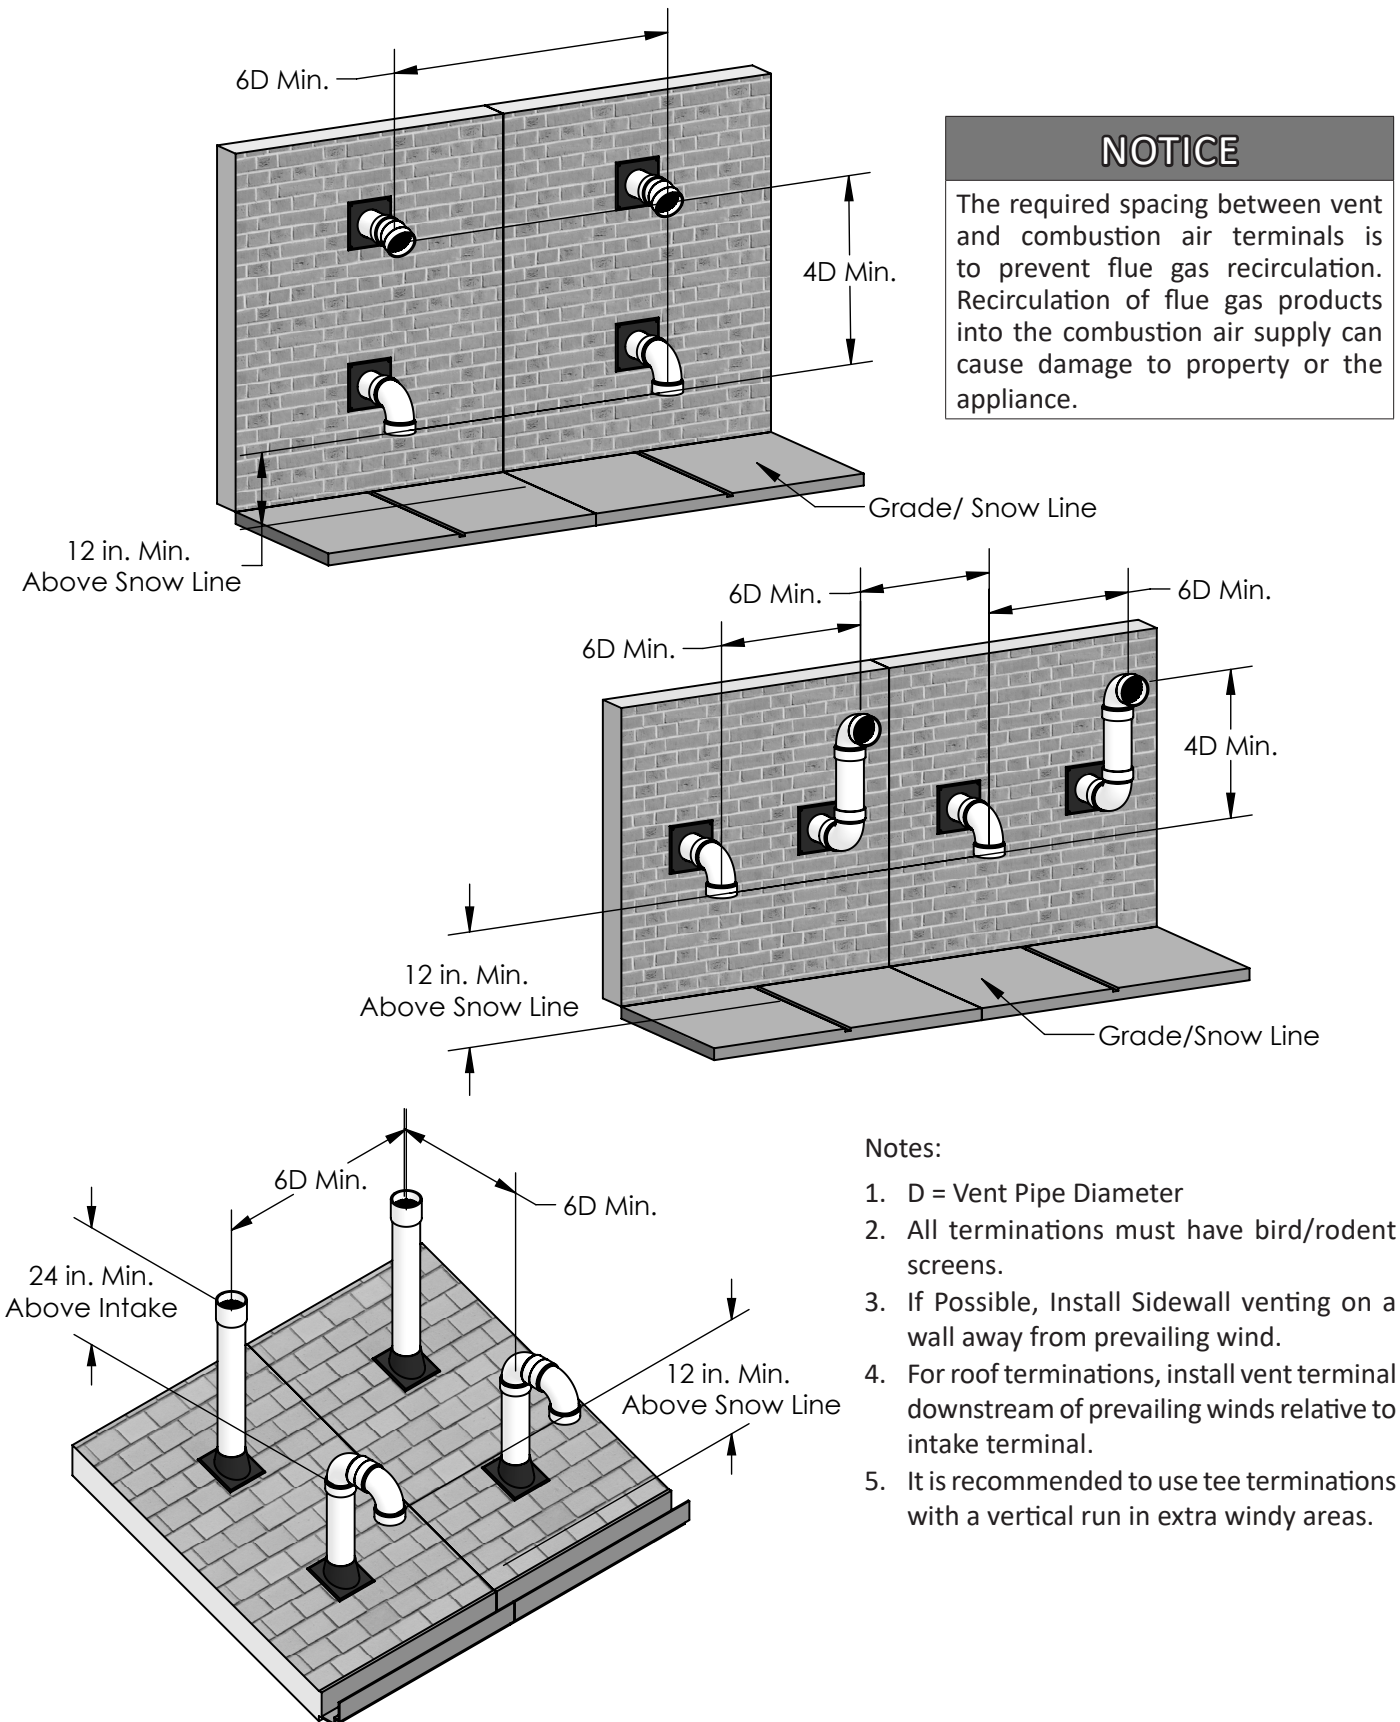 6D Min.
NOTICE
The required spacing between vent
and combustion air terminals is
to prevent flue gas recirculation.
Recirculation of flue gas products
into the combustion air supply can
cause damage to property or the
appliance.
4D Min.
Grade/ Snow Line
12 in. Min.
Above Snow Line
6D Min.
6D Min.
6D Min.
4D Min.
12 in. Min.
Above Snow Line
Grade/Snow Line
6D Min.
6D Min.
24 in. Min.
Above Intake
12 in. Min.
Above Snow Line
Notes:
1. D = Vent Pipe Diameter
2. All terminations must have bird/rodent
screens.
3. If Possible, Install Sidewall venting on a
wall away from prevailing wind.
4. For roof terminations, install vent terminal
downstream of prevailing winds relative to
intake terminal.
5. It is recommended to use tee terminations
with a vertical run in extra windy areas.